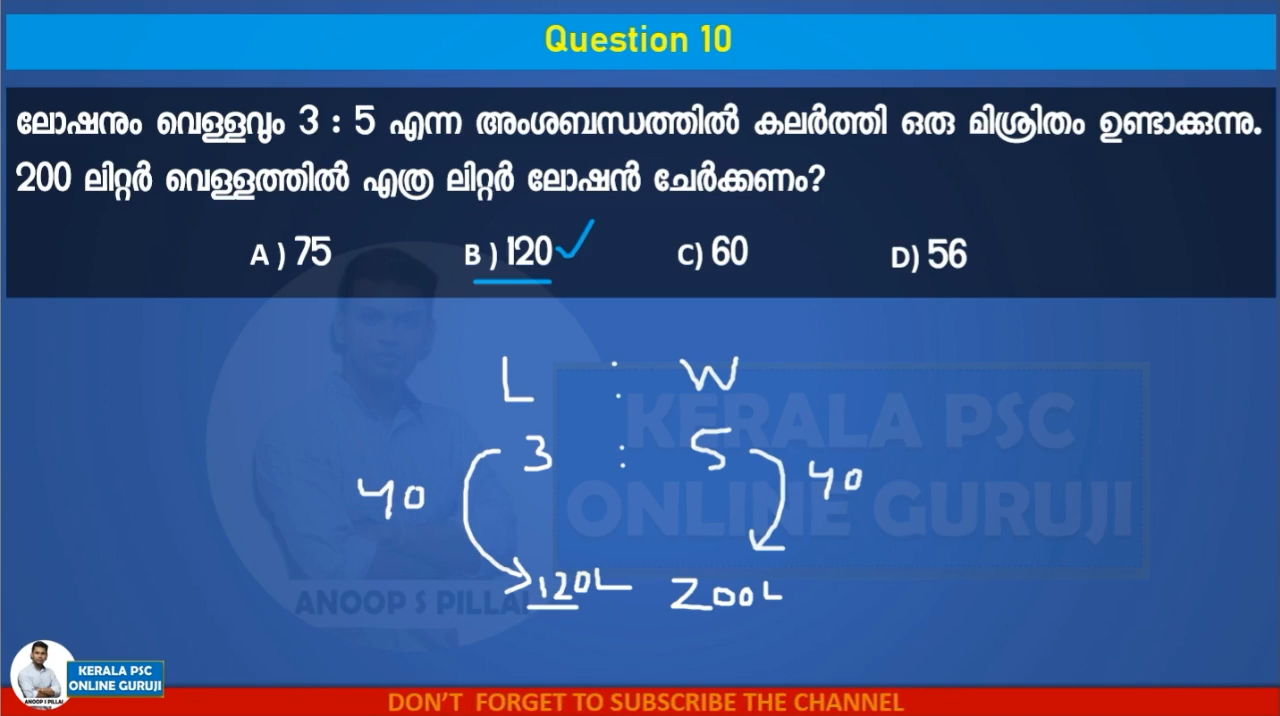 Question 10
ലോഷനും വെള്ളവും 3 : 5 എന്ന അംശബന്ധത്തിൽ കലർത്തി ഒരു മിശ്രിതം ഉണ്ടാക്കുന്നു.
200 ലിറ്റർ വെള്ളത്തിൽ എത്ര ലിറ്റർ ലോഷൻ ചേർക്കണം?
A ) 75 B ) 120 C) 60 D) 56
L : W
3 : 5
40 40
120L 200L
KERALA PSC
ONLINE GURUJI
ANOOP S PILLAI
KERALA PSC
ONLINE GURUJI
ANOOP S PILLAI
DON'T FORGET TO SUBSCRIBE THE CHANNEL